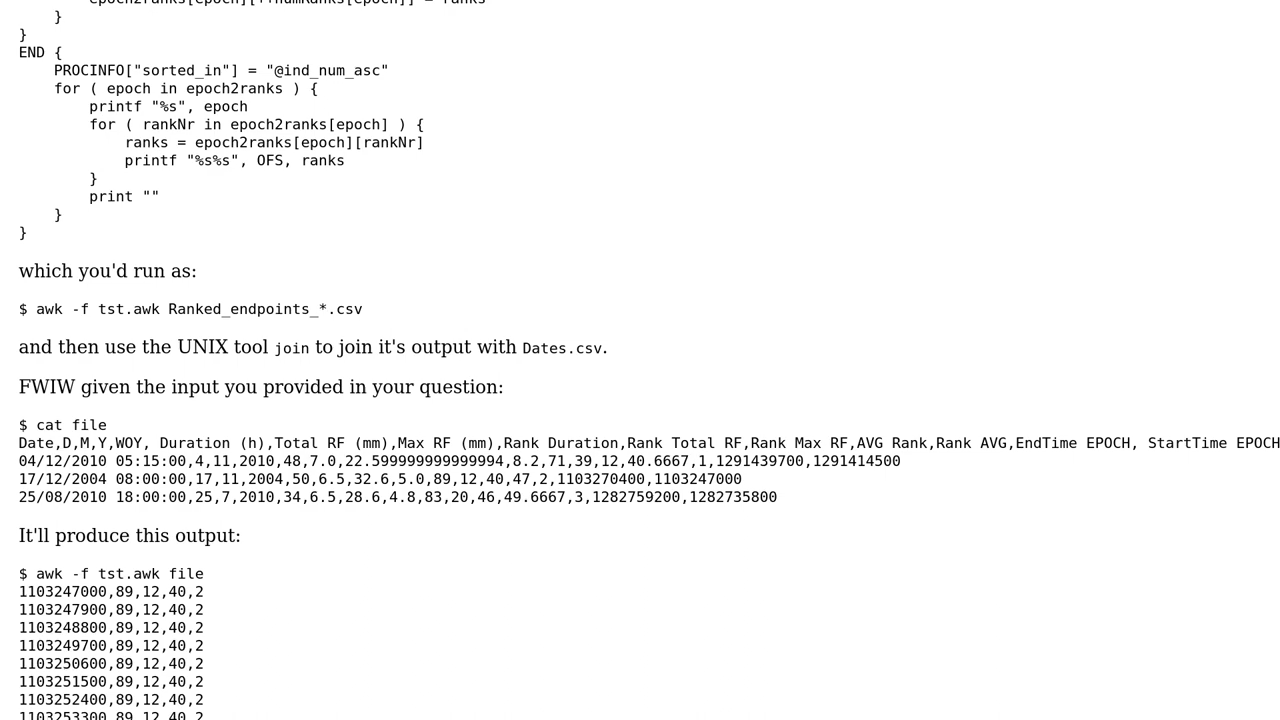 epoch2ranks[epoch][++numRanks[epoch]] = ranks
}
}
END {
PROCINFO["sorted_in"] = "@ind_num_asc"
for ( epoch in epoch2ranks ) {
printf "%s", epoch
for ( rankNr in epoch2ranks[epoch] ) {
ranks = epoch2ranks[epoch][rankNr]
printf "%s%s", OFS, ranks
}
print ""
}
}
which you'd run as:
$ awk -f tst.awk Ranked_endpoints_*.csv
and then use the UNIX tool join to join it's output with Dates.csv.
FWIW given the input you provided in your question:
$ cat file
Date,D,M,Y,WOY, Duration (h),Total RF (mm),Max RF (mm),Rank Duration,Rank Total RF,Rank Max RF,AVG Rank,Rank AVG,EndTime EPOCH, StartTime EPOCH
04/12/2010 05:15:00,4,11,2010,48,7.0,22.599999999999994,8.2,71,39,12,40.6667,1,1291439700,1291414500
17/12/2004 08:00:00,17,11,2004,50,6.5,32.6,5.0,89,12,40,47,2,1103270400,1103247000
25/08/2010 18:00:00,25,7,2010,34,6.5,28.6,4.8,83,20,46,49.6667,3,1282759200,1282735800
It'll produce this output:
$ awk -f tst.awk file
1103247000,89,12,40,2
1103247900,89,12,40,2
1103248800,89,12,40,2
1103249700,89,12,40,2
1103250600,89,12,40,2
1103251500,89,12,40,2
1103252400,89,12,40,2
1103253300,89,12,40,2